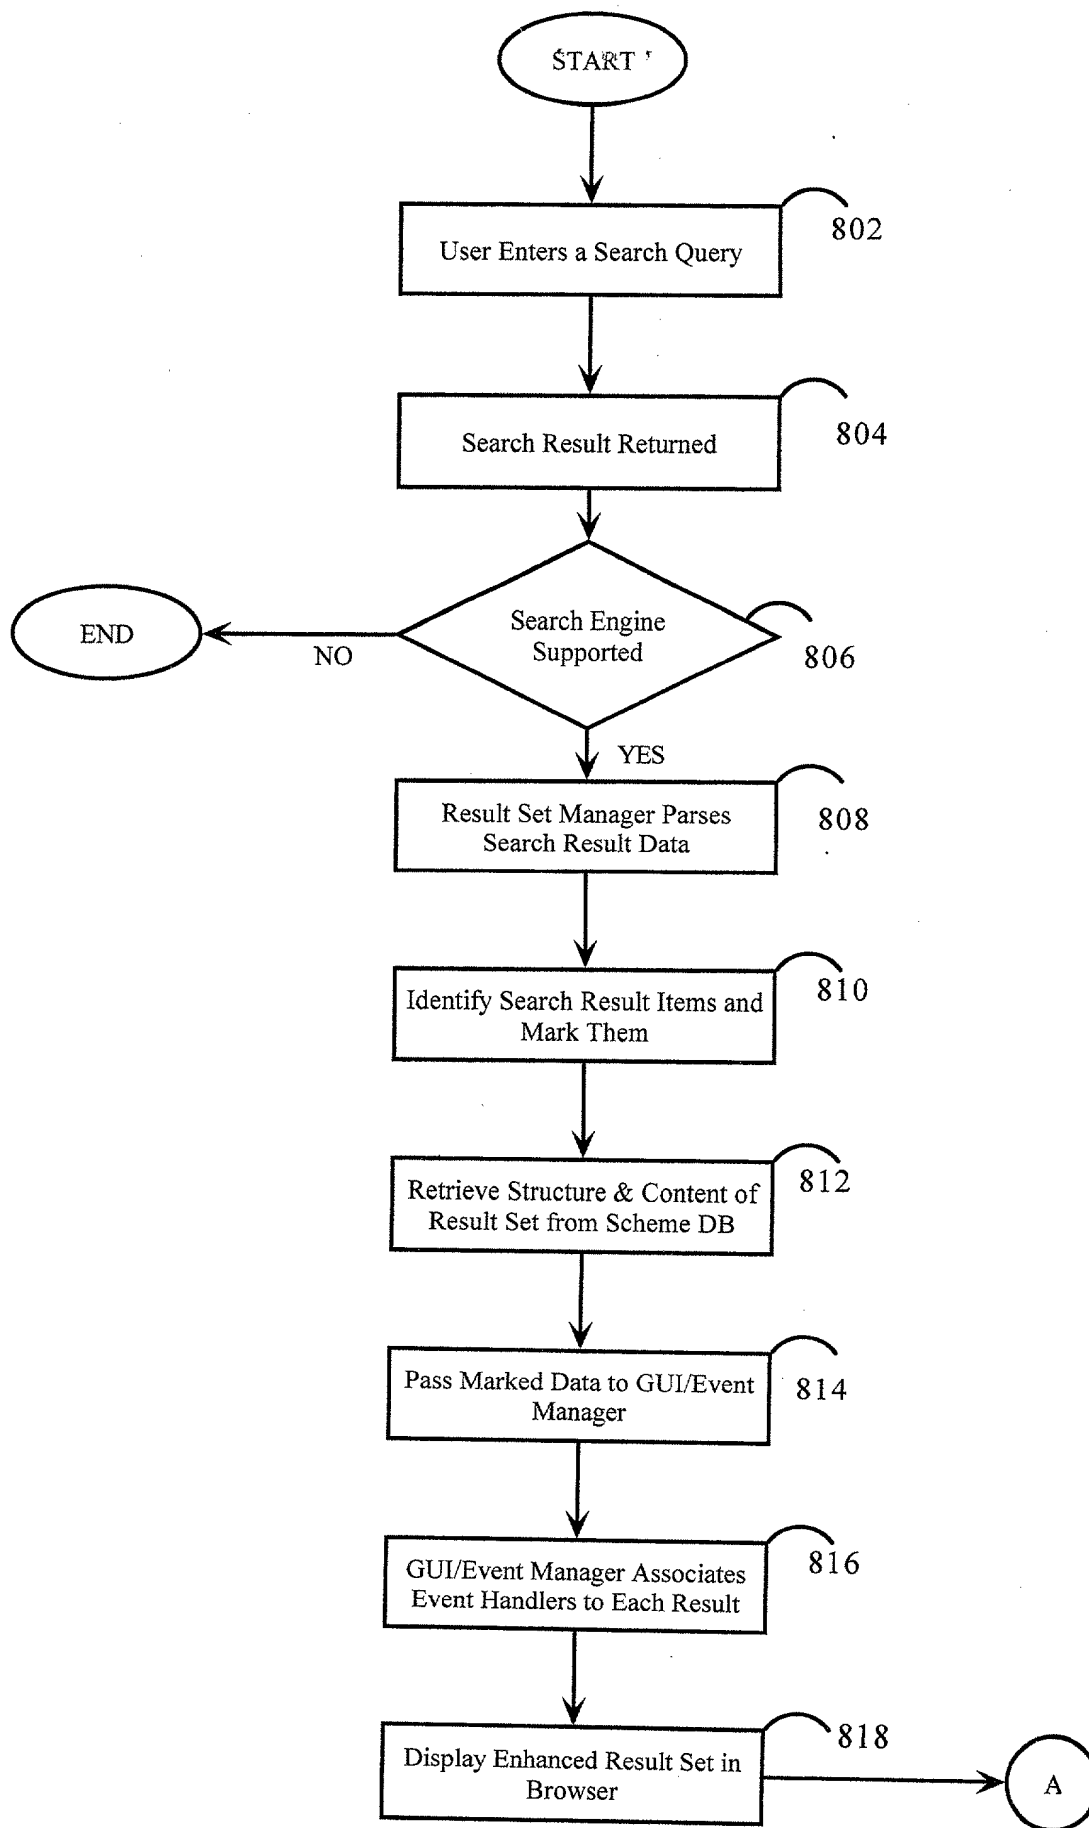 START
User Enters a Search Query
802
Search Result Returned
804
Search Engine
Supported
806
END
NO
YES
Result Set Manager Parses
Search Result Data
808
Identify Search Result Items and
Mark Them
810
Retrieve Structure & Content of
Result Set from Scheme DB
812
Pass Marked Data to GUI/Event
Manager
814
GUI/Event Manager Associates
Event Handlers to Each Result
816
Display Enhanced Result Set in
Browser
818
A